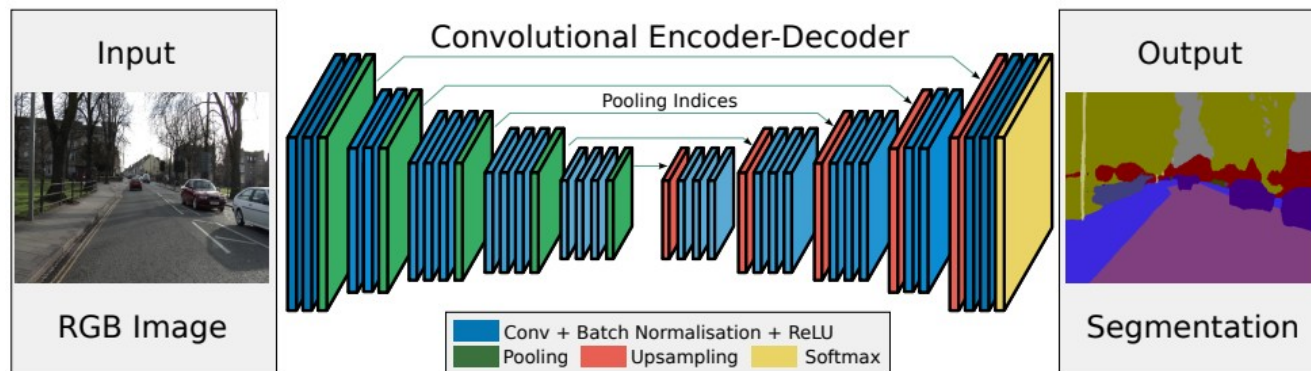 Input
RGB Image
Convolutional Encoder-Decoder
Pooling Indices
Conv + Batch Normalisation + ReLU
Pooling Upsampling Softmax
Output
Segmentation